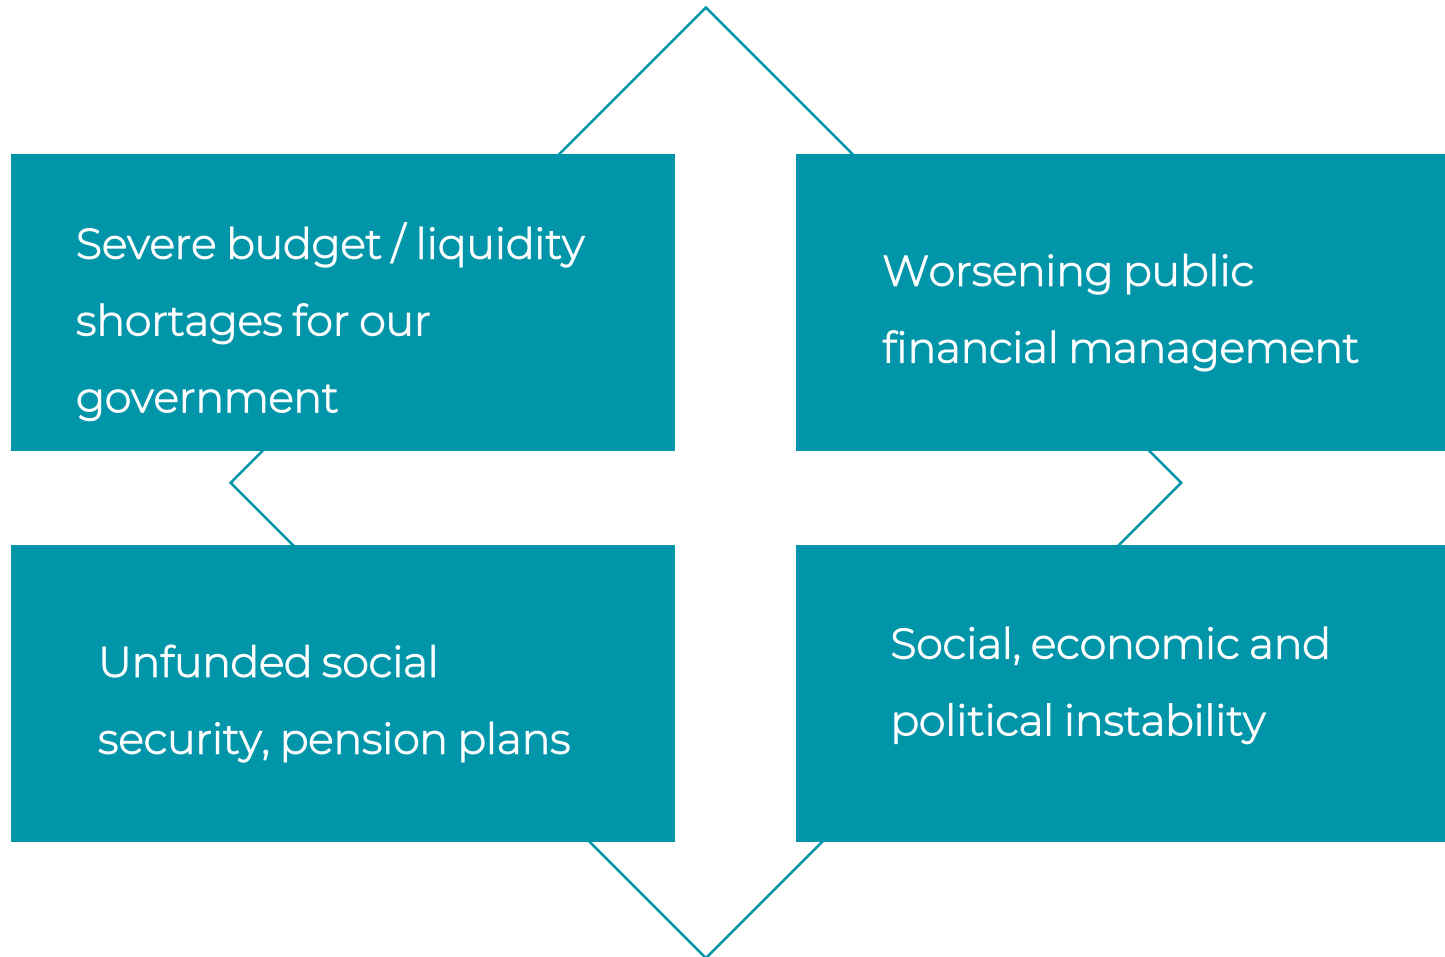 Severe budget / liquidity
shortages for our
government
Worsening public
financial management
Unfunded social
security, pension plans
Social, economic and
political instability